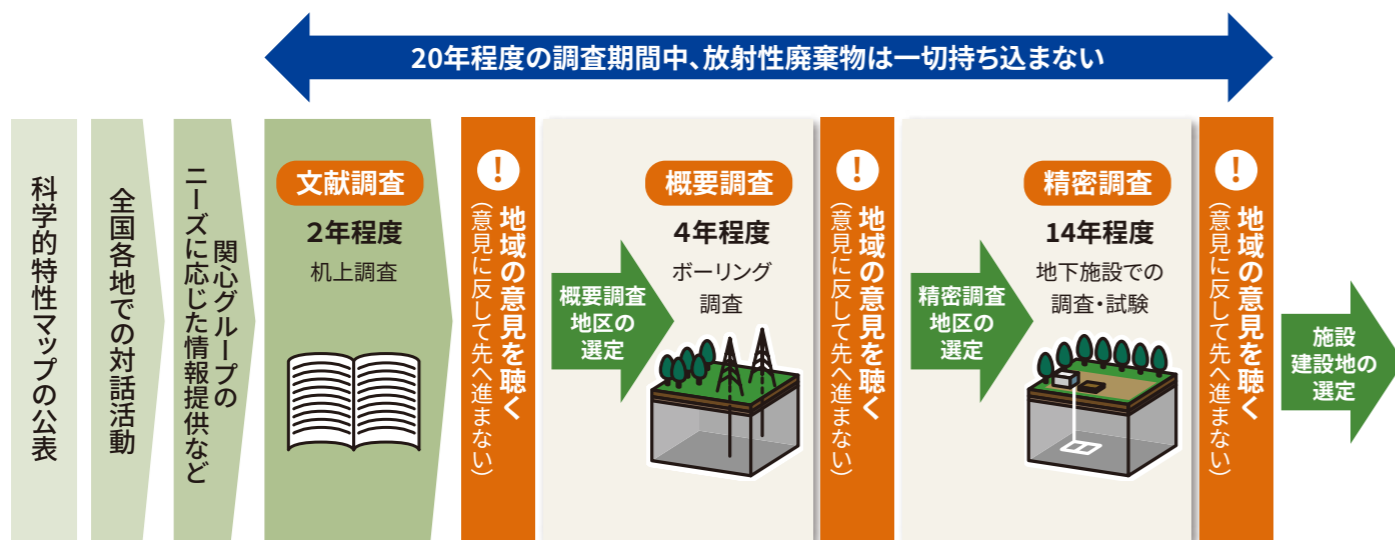 20年程度の調査期間中、放射性廃棄物は一切持ち込まない
科学的特性マップの公表
全国各地での対話活動
関心グループの
ニーズに応じた情報提供など
文献調査
2年程度
机上調査
!
地域の意見を聴く
(意見に反して先へ進まない)
概要調査
地区の
選定
概要調査
4年程度
ボーリング
調査
!
地域の意見を聴く
(意見に反して先へ進まない)
精密調査
地区の
選定
精密調査
14年程度
地下施設での
調査・試験
!
地域の意見を聴く
(意見に反して先へ進まない)
施設
建設地の
選定